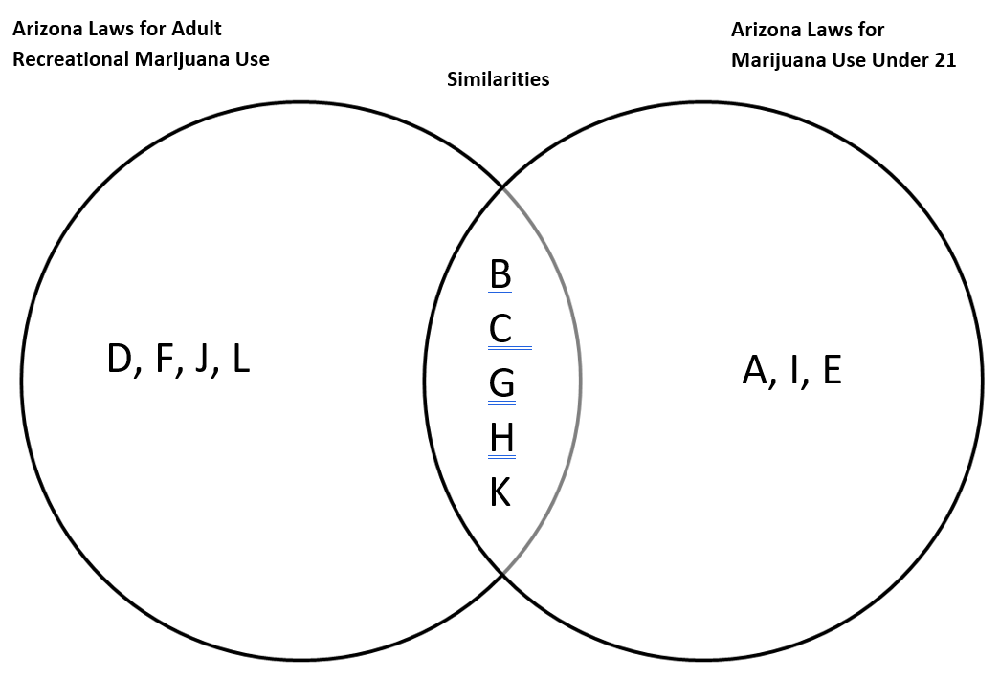 Arizona Laws for Adult
Recreational Marijuana Use
Similarities
Arizona Laws for
Marijuana Use Under 21
D, F, J, L
B
C
G
H
K
A, I, E